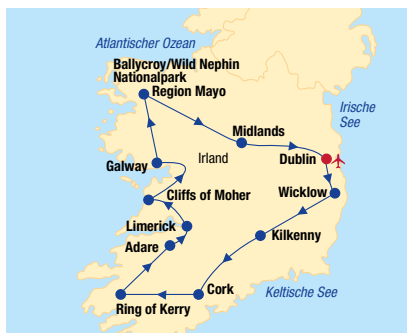 Atlantischer Ozean
Ballycroy/Wild Nephin
Nationalpark
Region Mayo
Irische
See
Midlands
Irland
Dublin
Galway
Wicklow
Cliffs of Moher
Limerick
Kilkenny
Adare
Cork
Keltische See
Ring of Kerry